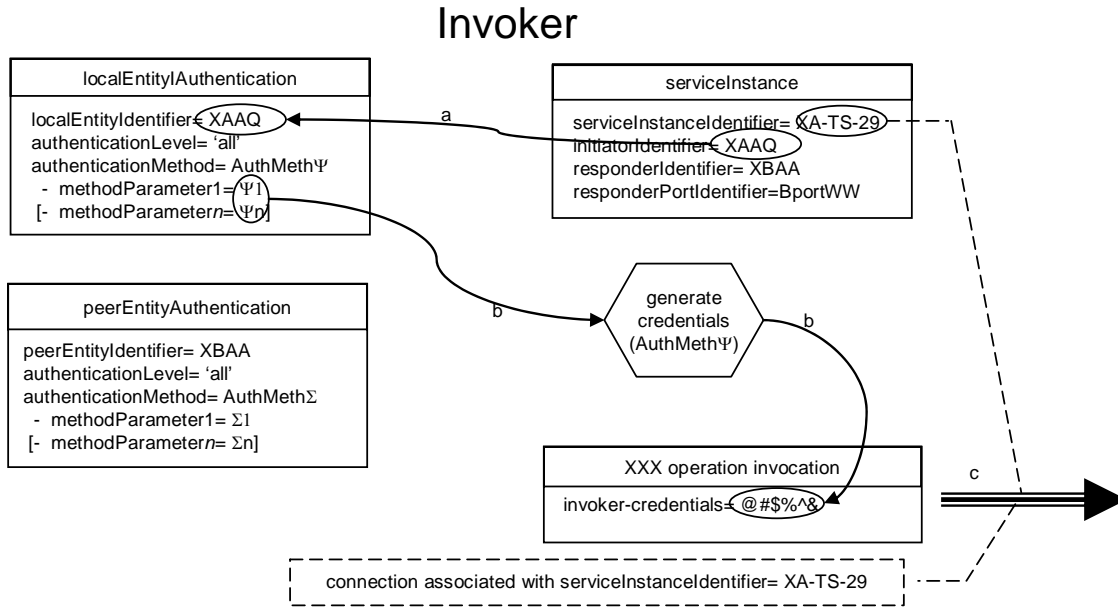 Invoker
localEntityIAuthentication
localEntityIdentifier= XAAQ
authenticationLevel= ‘all’
authenticationMethod= AuthMethΨ
- methodParameter1= Ψ1
[- methodParametern= Ψn]
serviceInstance
serviceInstanceIdentifier= XA-TS-29
initiatorIdentifier= XAAQ
responderIdentifier= XBAA
responderPortIdentifier=BportWW
a
peerEntityAuthentication
peerEntityIdentifier= XBAA
authenticationLevel= ‘all’
authenticationMethod= AuthMethΣ
- methodParameter1= Σ1
[- methodParametern= Σn]
b
generate
credentials
(AuthMethΨ)
b
XXX operation invocation
invoker-credentials= @#$%^&
c
connection associated with serviceInstanceIdentifier= XA-TS-29